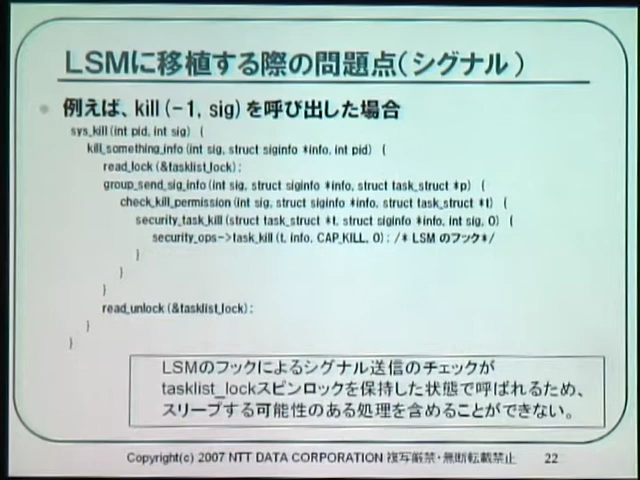 LSMに移植する際の問題点(シグナル)
例えば、kill(-1, sig)を呼び出した場合
sys_kill(int pid, int sig) {
kill_something_info(int sig, struct siginfo *info, int pid) {
read_lock(&tasklist_lock);
group_send_sig_info(int sig, struct siginfo *info, struct task_struct *p) {
check_kill_permission(int sig, struct siginfo *info, struct task_struct *t) {
security_task_kill(struct task_struct *t, struct siginfo *info, int sig, 0) {
security_ops->task_kill(t, info, CAP_KILL, 0); /* LSM のフック*/
}
}
}
read_unlock(&tasklist_lock);
}
}
LSMのフックによるシグナル送信のチェックが
tasklist_lockスピンロックを保持した状態で呼ばれるため、
スリープする可能性のある処理を含めることができない。
Copyright(c) 2007 NTT DATA CORPORATION 複写厳禁・無断転載禁止 22